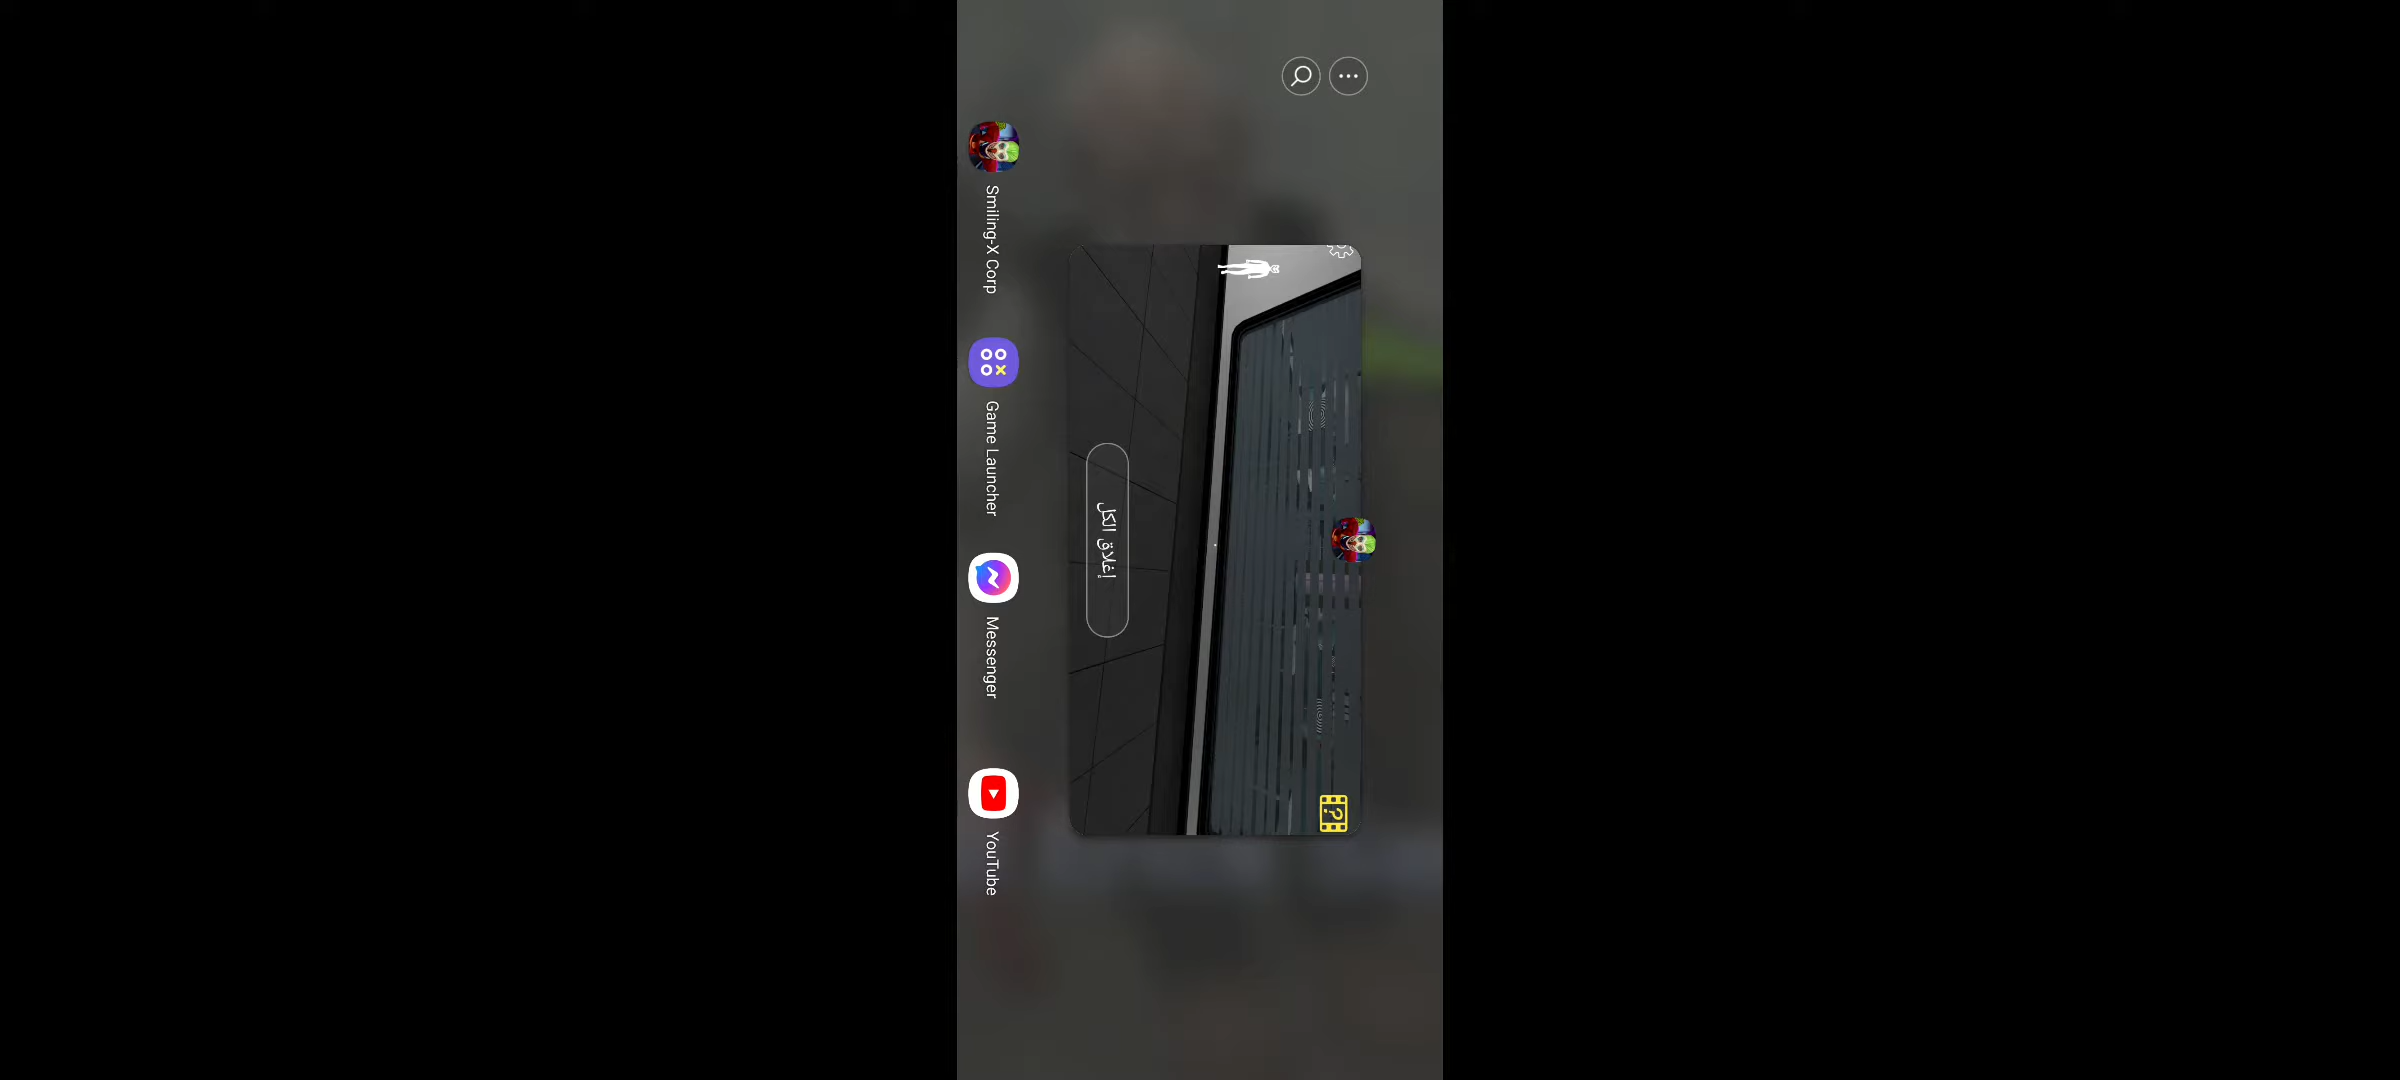 إغلاق الكل
Smiling-X Corp
Game Launcher
Messenger
YouTube